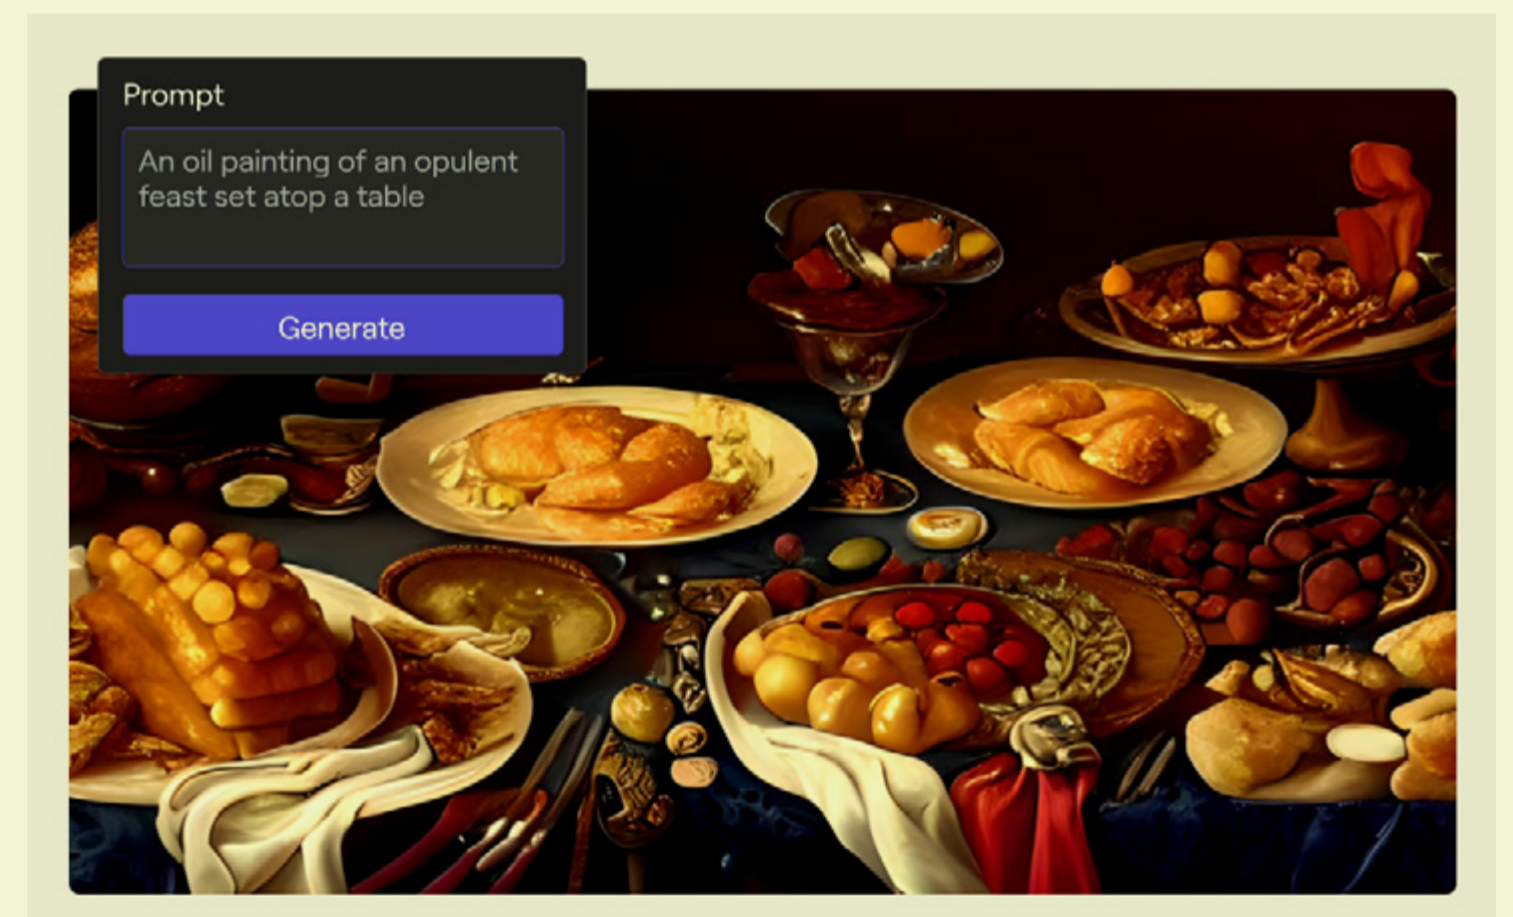 Prompt
An oil painting of an opulent
feast set atop a table
Generate